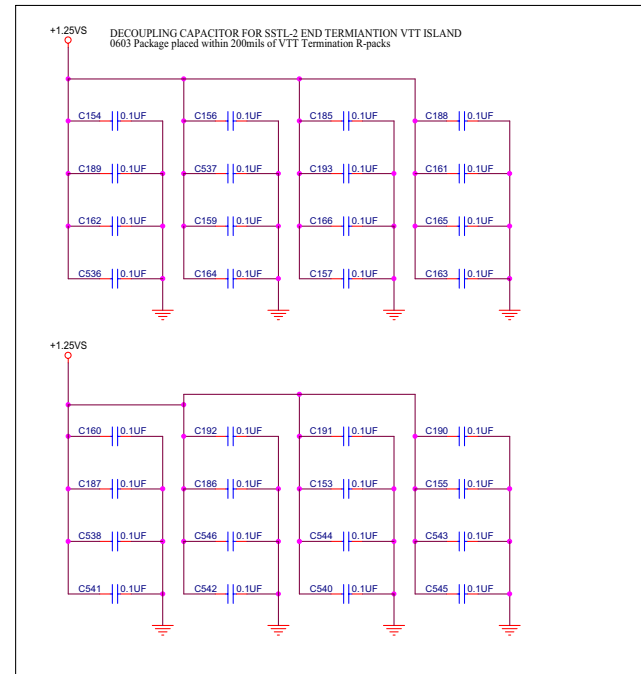 +1.25VS
DECOUPLING CAPACITOR FOR SSTL-2 END TERMIANTION VTT ISLAND
0603 Package placed within 200mils of VTT Termination R-packs
C154 0.1UF C156 0.1UF C185 0.1UF C188 0.1UF
C189 0.1UF C537 0.1UF C193 0.1UF C161 0.1UF
C162 0.1UF C159 0.1UF C166 0.1UF C165 0.1UF
C536 0.1UF C164 0.1UF C157 0.1UF C163 0.1UF
+1.25VS
C160 0.1UF C192 0.1UF C191 0.1UF C190 0.1UF
C187 0.1UF C186 0.1UF C153 0.1UF C155 0.1UF
C538 0.1UF C546 0.1UF C544 0.1UF C543 0.1UF
C541 0.1UF C542 0.1UF C540 0.1UF C545 0.1UF